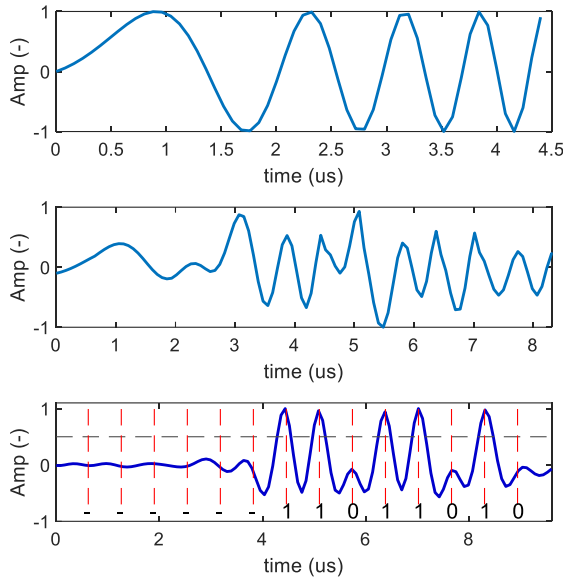 1
Amp (-)
0
-1
0 0.5 1 1.5 2 2.5 3 3.5 4 4.5
time (us)
1
Amp (-)
0
-1
0 1 2 3 4 5 6 7 8
time (us)
1
Amp (-)
0
- - - - - - 1 1 0 1 1 0 1 0
-1
0 2 4 6 8
time (us)